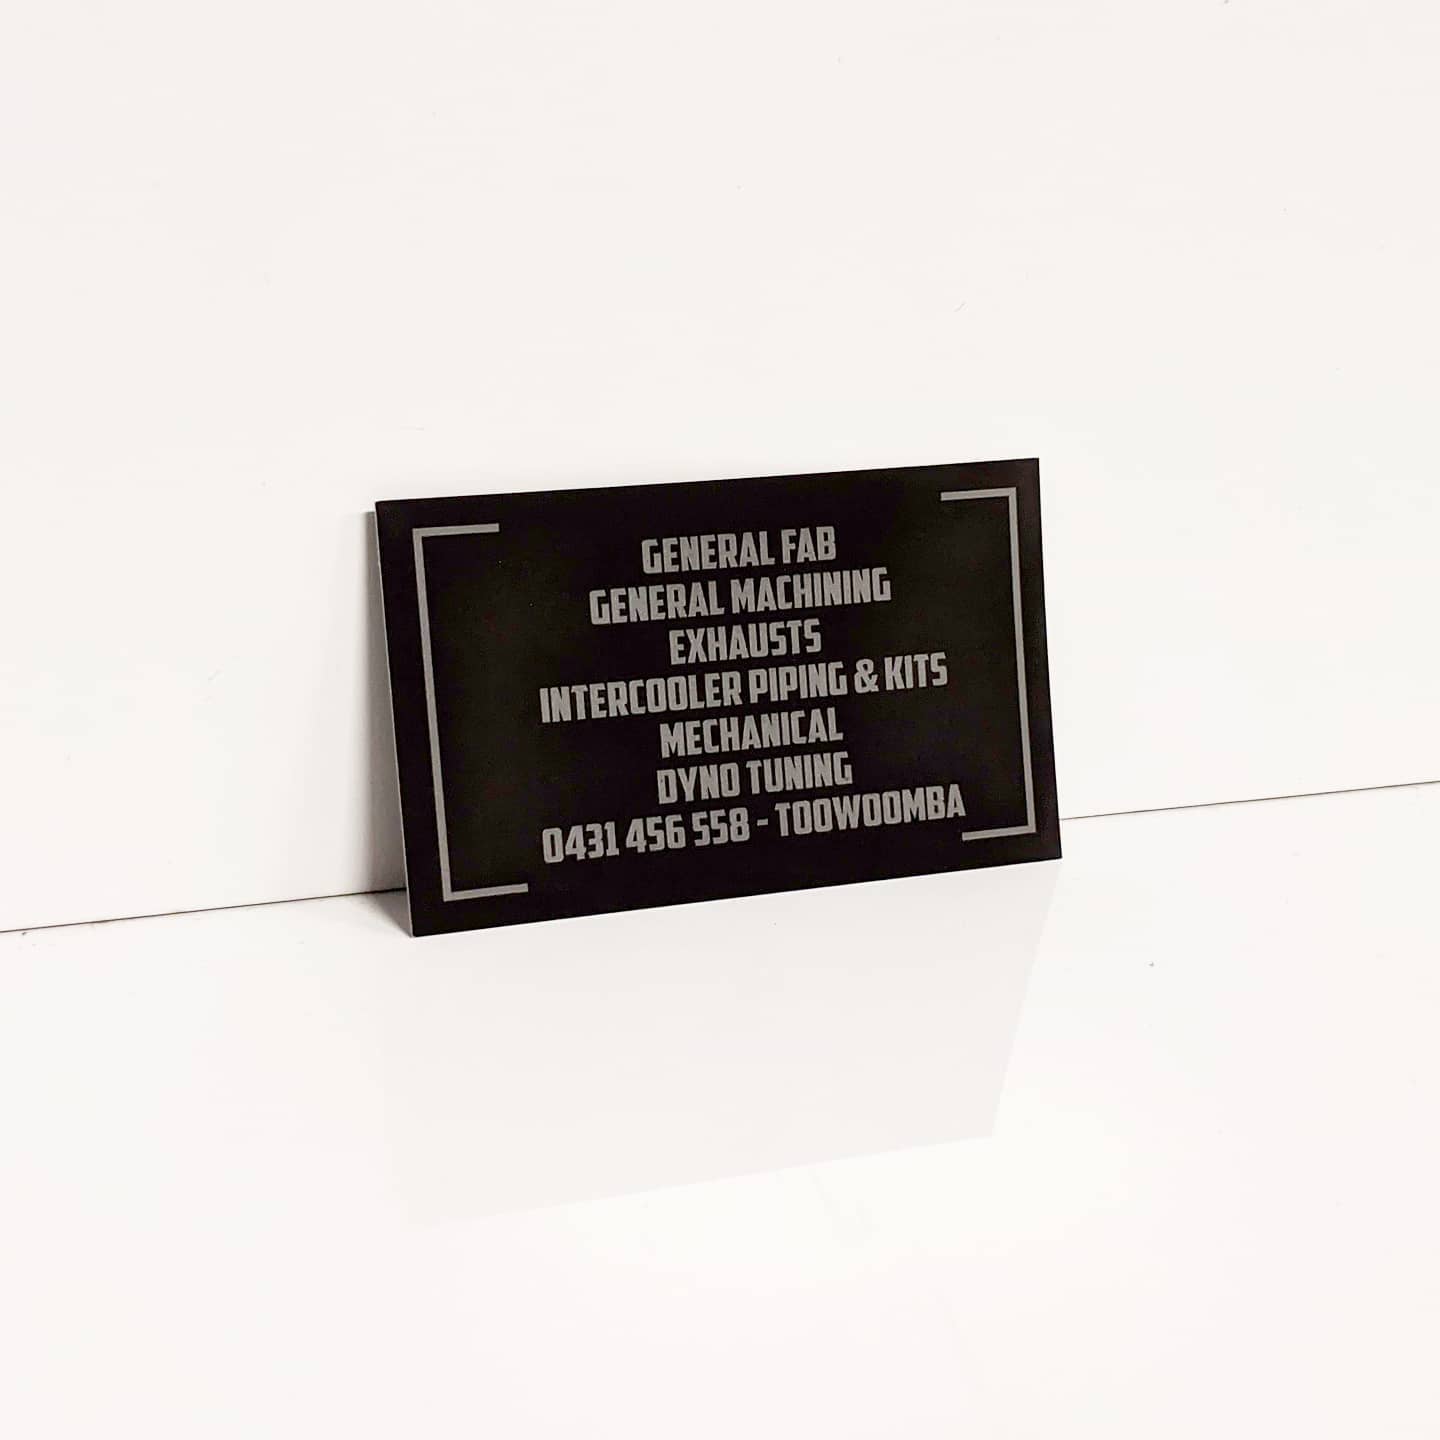 GENERAL FAB
GENERAL MACHINING
EXHAUSTS
INTERCOOLER PIPING & KITS
MECHANICAL
DYNO TUNING
0431 456 558 - TOOWOOMBA